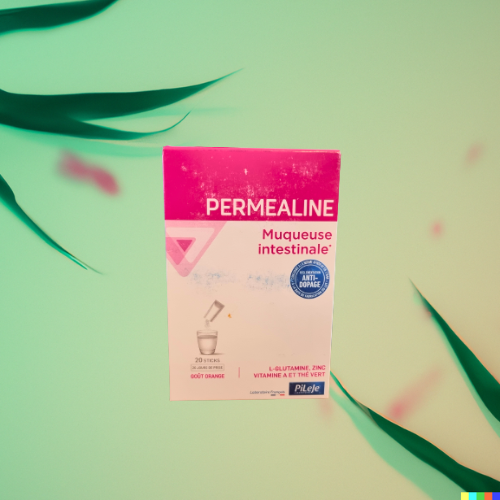 PERMEALINE
Muqueuse
intestinale*
ANTI-
DOPAGE
20 STICKS
GOÛT ORANGE
L-GLUTAMINE, ZINC
VITAMINE A ET THÉ VERT
PiLeJe